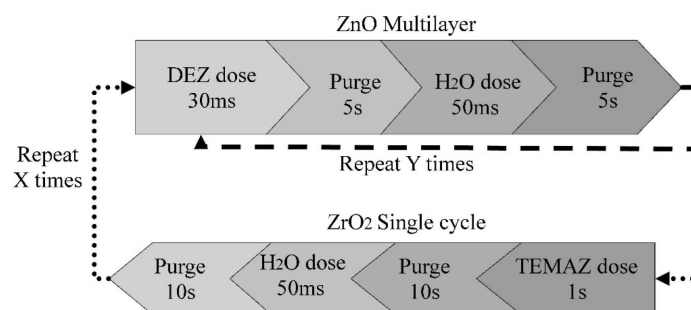 ZnO Multilayer
DEZ dose
30ms
Purge
5s
H2O dose
50ms
Purge
5s
Repeat
X times
Repeat Y times
ZrO2 Single cycle
Purge
10s
H2O dose
50ms
Purge
10s
TEMAZ dose
1s